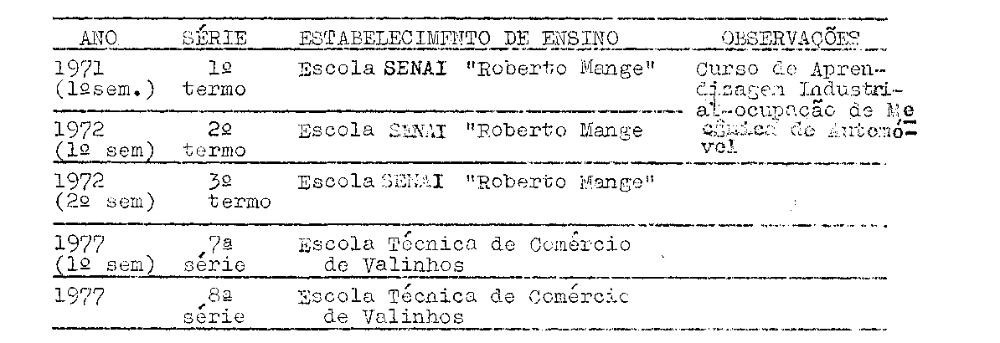 ANO SÉRIE ESTABELECIMENTO DE ENSINO OBSERVAÇÕES
1971 1º Escola SENAI "Roberto Mange" Curso de Apren-
(1ºsem.) termo dizagen Industri-
al-ocupação de Me
1972 2º Escola SENAI "Roberto Mange cânica de Automó-
(1º sem) termo vel
1972 3º Escola SENAI "Roberto Mange"
(2º sem) termo
1977 7ª Escola Técnica de Comércio
(1º sem) série de Valinhos
1977 8ª Escola Técnica de Comércio
série de Valinhos